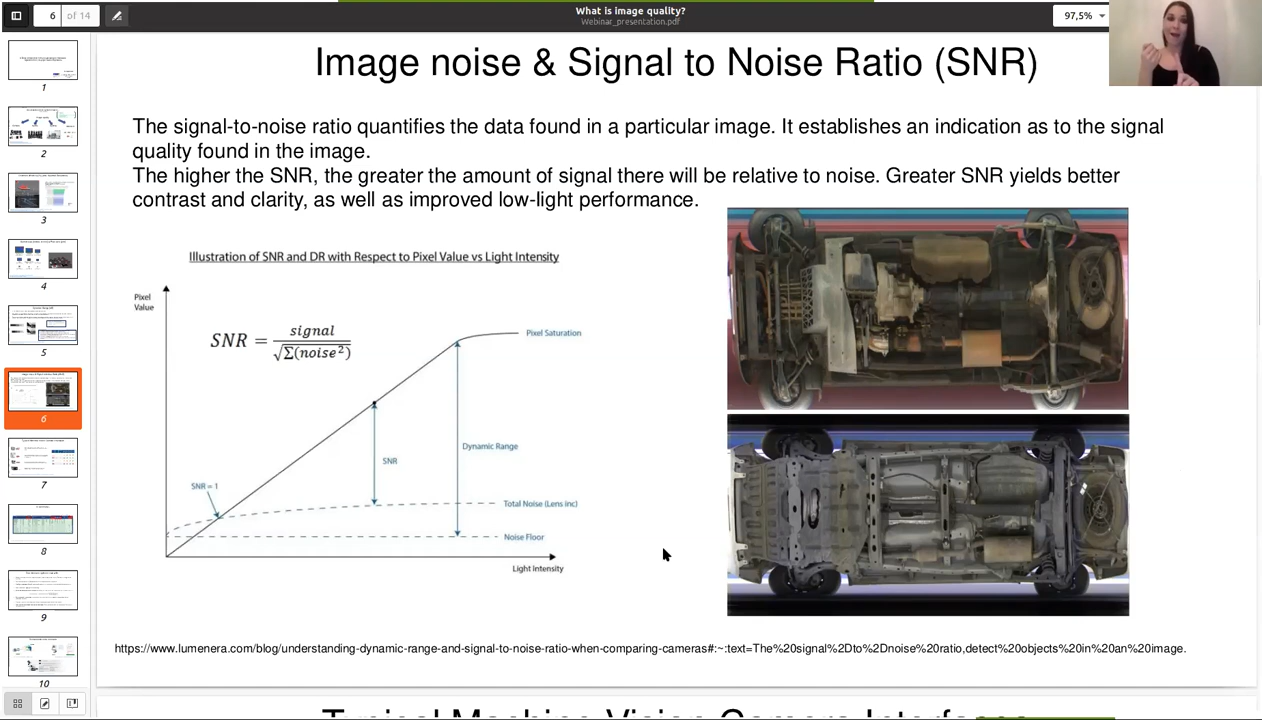 6 of 14
What is image quality?
Webinar_presentation.pdf
97,5%
1
2
3
4
5
6
7
8
9
10
Image noise & Signal to Noise Ratio (SNR)
The signal-to-noise ratio quantifies the data found in a particular image. It establishes an indication as to the signal
quality found in the image.
The higher the SNR, the greater the amount of signal there will be relative to noise. Greater SNR yields better
contrast and clarity, as well as improved low-light performance.
Illustration of SNR and DR with Respect to Pixel Value vs Light Intensity
Pixel
Value
SNR = signal / √Σ(noise²)
Pixel Saturation
Dynamic Range
SNR
SNR = 1
Total Noise (Lens Inc)
Noise Floor
Light Intensity
https://www.lumenera.com/blog/understanding-dynamic-range-and-signal-to-noise-ratio-when-comparing-cameras#:~:text=The%20signal%2Dto%2Dnoise%20ratio,detect%20objects%20in%20an%20image.
Typical Machine Vision Camera Interfaces